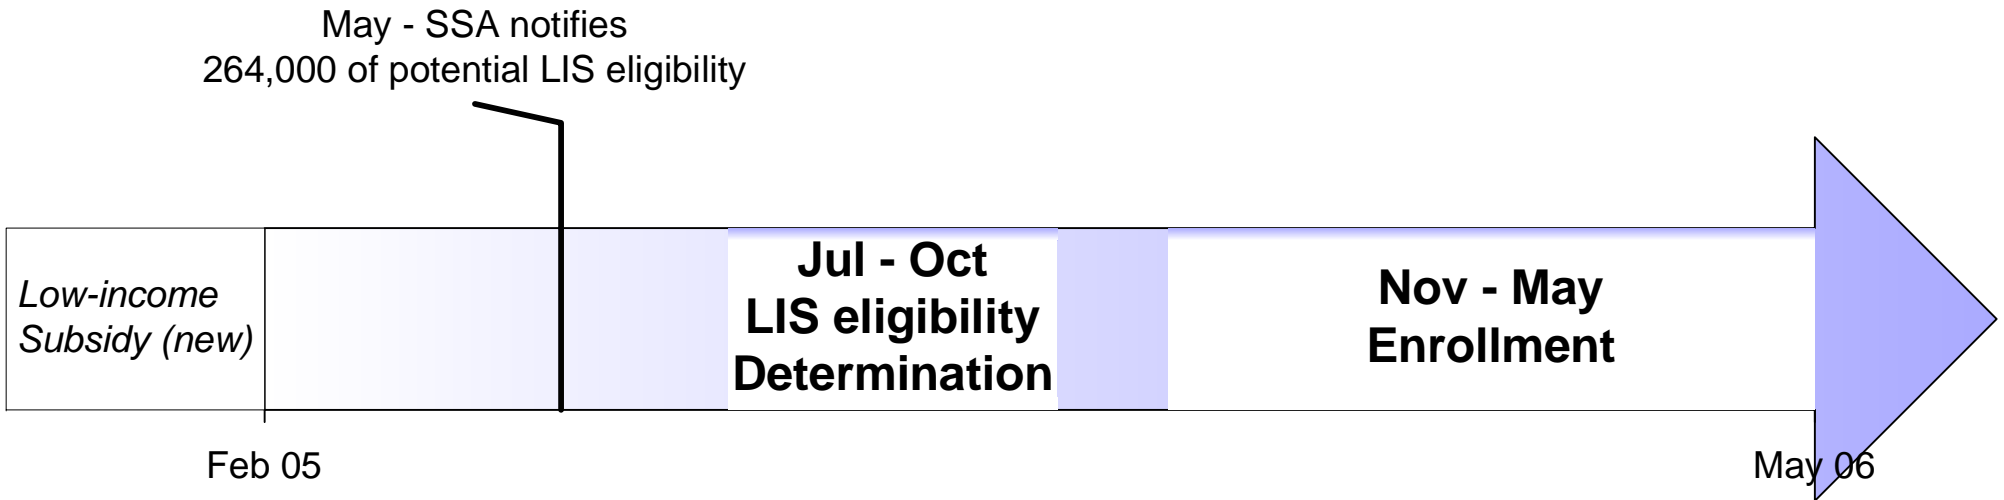 May - SSA notifies
264,000 of potential LIS eligibility
Low-income
Subsidy (new)
Jul - Oct
LIS eligibility
Determination
Nov - May
Enrollment
Feb 05
May 06